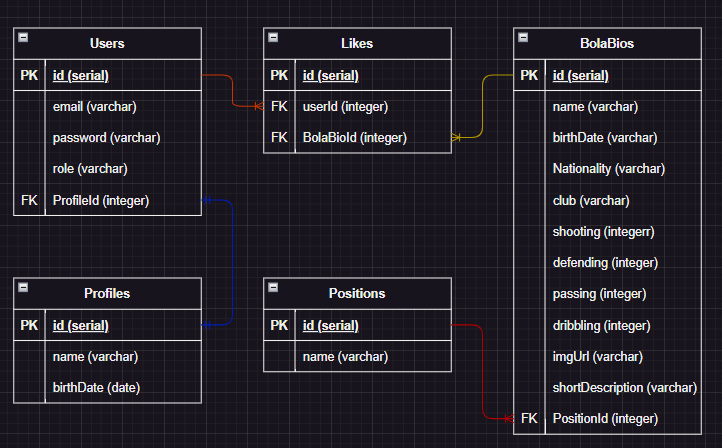 Users
PK id (serial)
email (varchar)
password (varchar)
role (varchar)
FK ProfileId (integer)
Likes
PK id (serial)
FK userId (integer)
FK BolaBioId (integer)
BolaBios
PK id (serial)
name (varchar)
birthDate (varchar)
Nationality (varchar)
club (varchar)
shooting (integerr)
defending (integer)
passing (integer)
dribbling (integer)
imgUrl (varchar)
shortDescription (varchar)
FK PositionId (integer)
Profiles
PK id (serial)
name (varchar)
birthDate (date)
Positions
PK id (serial)
name (varchar)